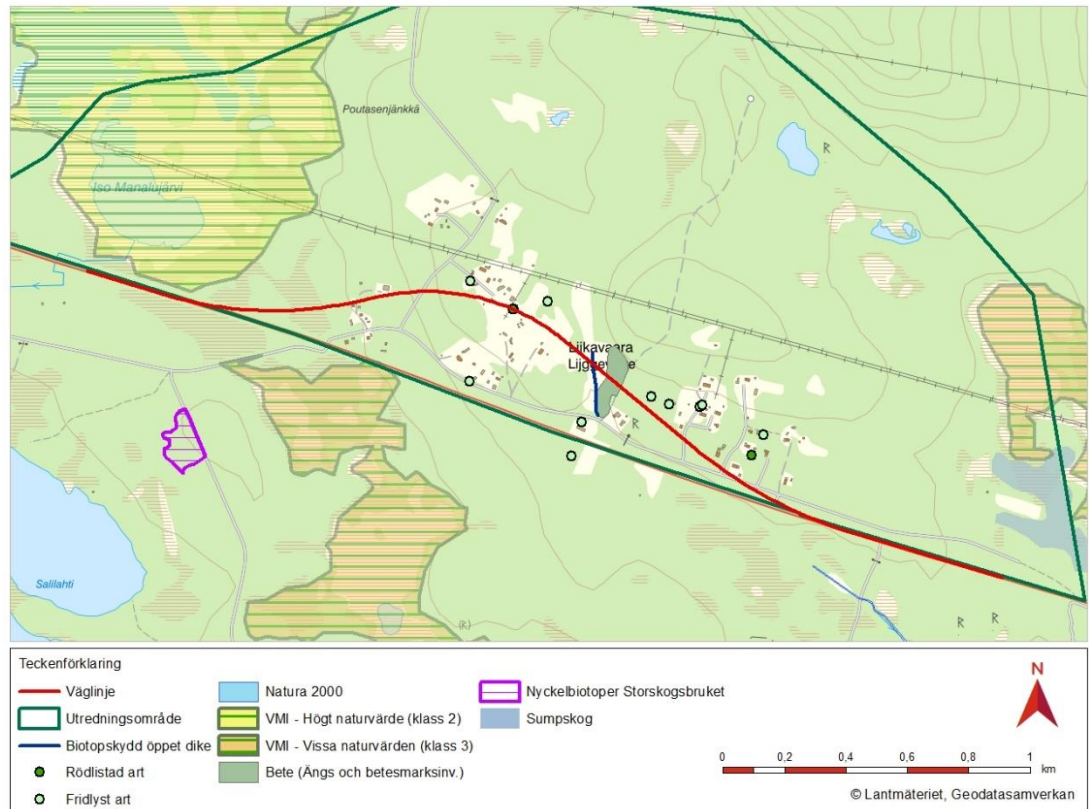 Poutasenjänkkä
R
Iso Manalujärvi
Liikavaara
R
Salilahti
(R)
R
R
Teckenförklaring
Väglinje
Utredningsområde
Biotopskydd öppet dike
Rödlistad art
Fridlyst art
Natura 2000
VMI - Högt naturvärde (klass 2)
VMI - Vissa naturvärden (klass 3)
Bete (Ängs och betesmarksinv.)
Nyckelbiotoper Storskogsbruket
Sumpskog
N
0 0,2 0,4 0,6 0,8 1
km
© Lantmäteriet, Geodatasamverkan